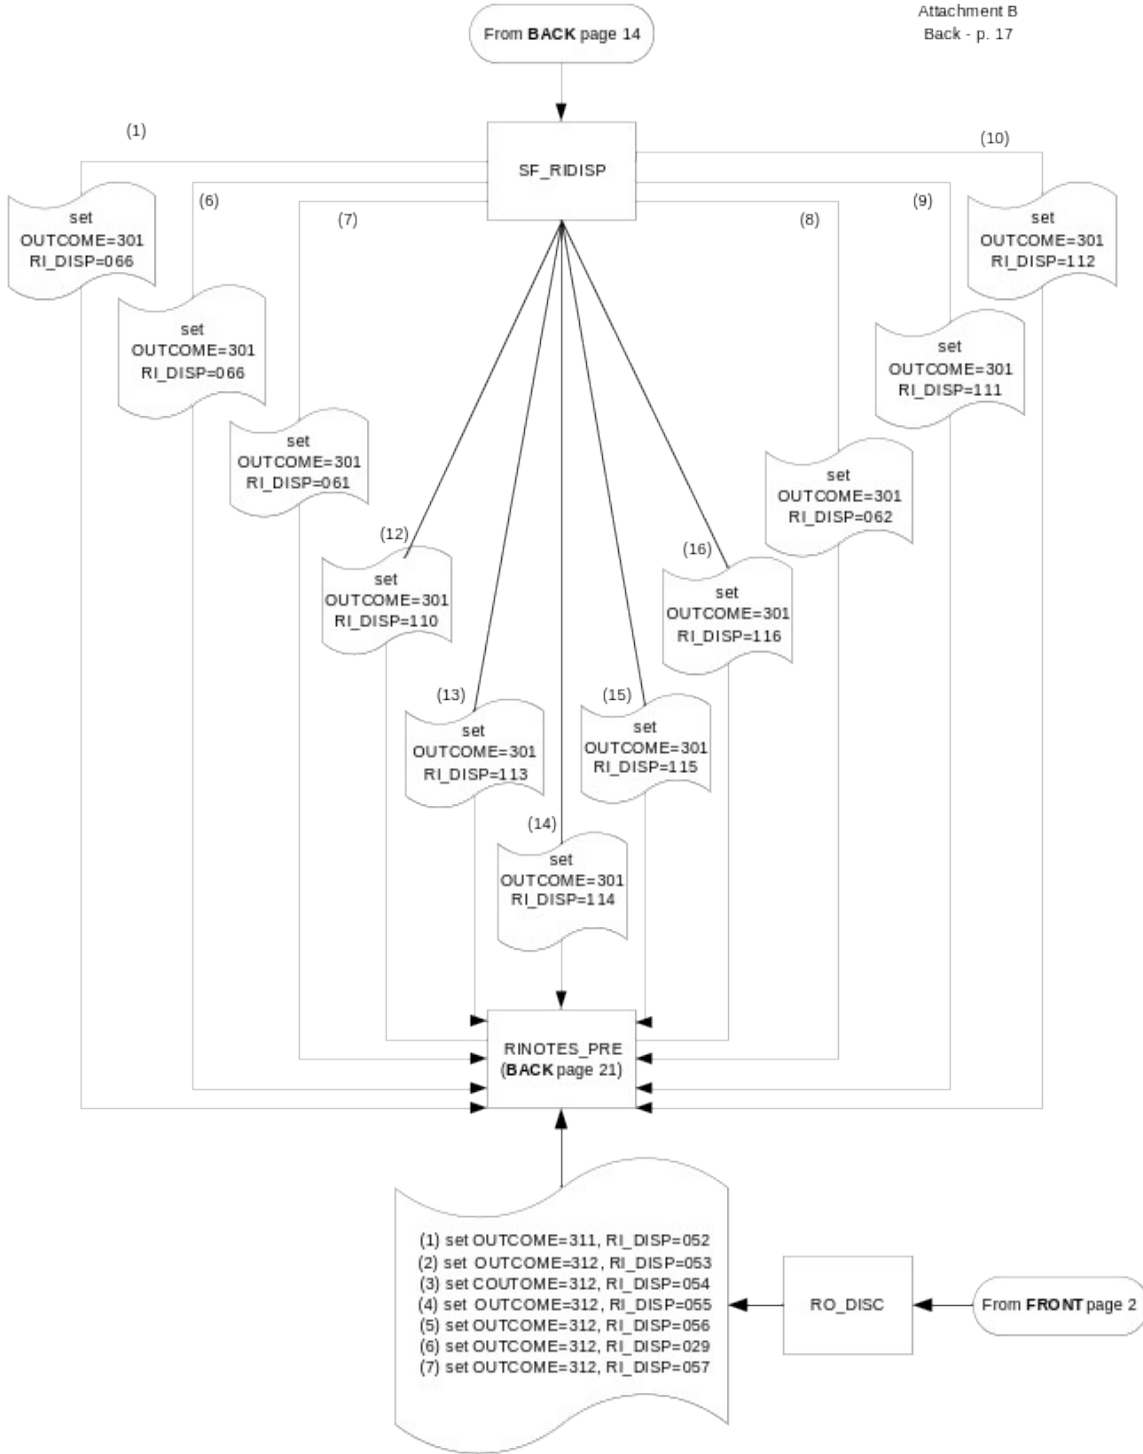 Attachment B
Back - p. 17
From BACK page 14
SF_RIDISP
(1)
(6)
(7)
(8)
(9)
(10)
set
OUTCOME=301
RI_DISP=066
set
OUTCOME=301
RI_DISP=066
set
OUTCOME=301
RI_DISP=061
(12)
set
OUTCOME=301
RI_DISP=110
(13)
set
OUTCOME=301
RI_DISP=113
(14)
set
OUTCOME=301
RI_DISP=114
(15)
set
OUTCOME=301
RI_DISP=115
(16)
set
OUTCOME=301
RI_DISP=116
set
OUTCOME=301
RI_DISP=062
set
OUTCOME=301
RI_DISP=111
set
OUTCOME=301
RI_DISP=112
RINOTES_PRE
(BACK page 21)
(1) set OUTCOME=311, RI_DISP=052
(2) set OUTCOME=312, RI_DISP=053
(3) set COUTOME=312, RI_DISP=054
(4) set OUTCOME=312, RI_DISP=055
(5) set OUTCOME=312, RI_DISP=056
(6) set OUTCOME=312, RI_DISP=029
(7) set OUTCOME=312, RI_DISP=057
RO_DISC
From FRONT page 2